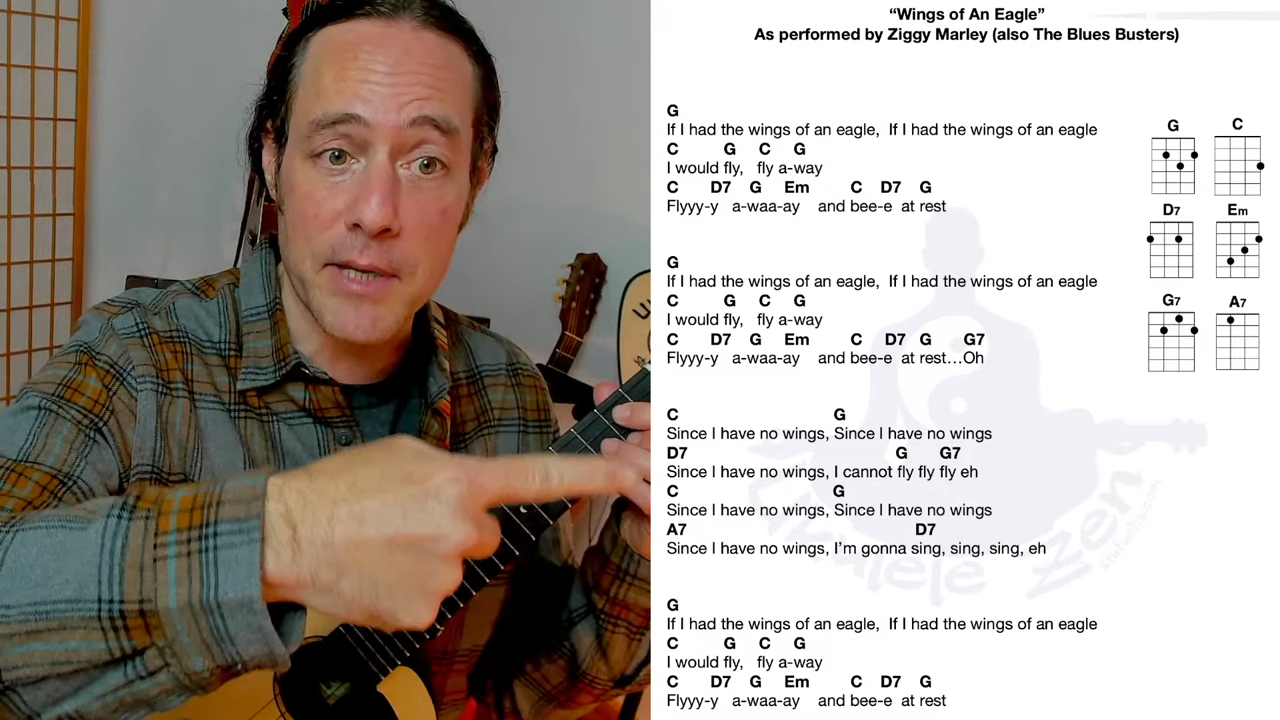 “Wings of An Eagle”
As performed by Ziggy Marley (also The Blues Busters)
G
If I had the wings of an eagle,  If I had the wings of an eagle
C G C G
I would fly,   fly a-way
C D7 G Em C D7 G
Flyyy-y   a-waa-ay    and bee-e  at rest
G
If I had the wings of an eagle,  If I had the wings of an eagle
C G C G
I would fly,   fly a-way
C D7 G Em C D7 G G7
Flyyy-y   a-waa-ay    and bee-e  at rest…Oh
C G
Since I have no wings, Since I have no wings
D7 G G7
Since I have no wings, I cannot fly fly fly eh
C G
Since I have no wings, Since I have no wings
A7 D7
Since I have no wings, I’m gonna sing, sing, sing, eh
G
If I had the wings of an eagle,  If I had the wings of an eagle
C G C G
I would fly,   fly a-way
C D7 G Em C D7 G
Flyyy-y   a-waa-ay    and bee-e  at rest
G C
D7 Em
G7 A7
Ukulele Zen
stuartfuchs.com